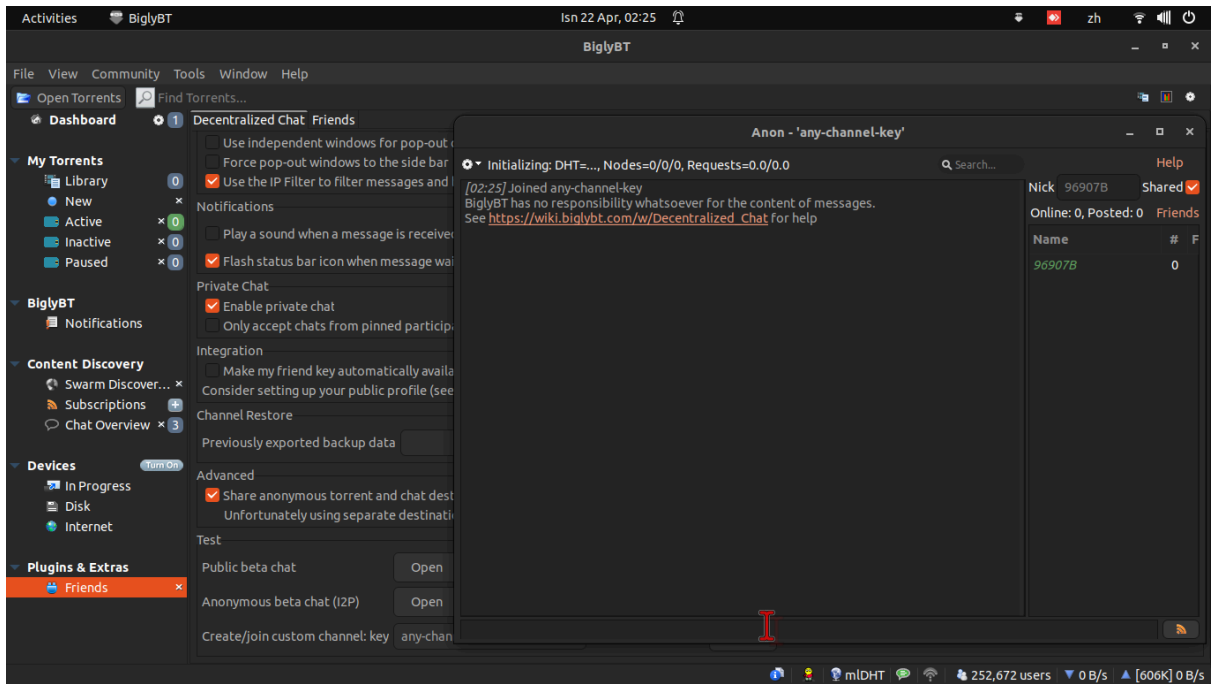 Activities BiglyBT Isn 22 Apr, 02:25 zh
BiglyBT
File View Community Tools Window Help
Open Torrents Find Torrents...
Dashboard 1
My Torrents
Library 0
New
Active 0
Inactive 0
Paused 0
BiglyBT
Notifications
Content Discovery
Swarm Discover...
Subscriptions
Chat Overview 3
Devices Turn On
In Progress
Disk
Internet
Plugins & Extras
Friends
Decentralized Chat Friends
Use independent windows for pop-out
Force pop-out windows to the side bar
Use the IP Filter to filter messages and
Notifications
Play a sound when a message is received
Flash status bar icon when message wai
Private Chat
Enable private chat
Only accept chats from pinned particip
Integration
Make my friend key automatically availa
Consider setting up your public profile (see
Channel Restore
Previously exported backup data
Advanced
Share anonymous torrent and chat dest
Unfortunately using separate destinati
Test
Public beta chat Open
Anonymous beta chat (I2P) Open
Create/join custom channel: key any-chan
Anon - 'any-channel-key'
Initializing: DHT=..., Nodes=0/0/0, Requests=0.0/0.0 Search... Help
[02:25] Joined any-channel-key
BiglyBT has no responsibility whatsoever for the content of messages.
See https://wiki.biglybt.com/w/Decentralized_Chat for help
Nick 96907B Shared
Online: 0, Posted: 0 Friends
Name # F
96907B 0
mlDHT 252,672 users 0 B/s [606K] 0 B/s